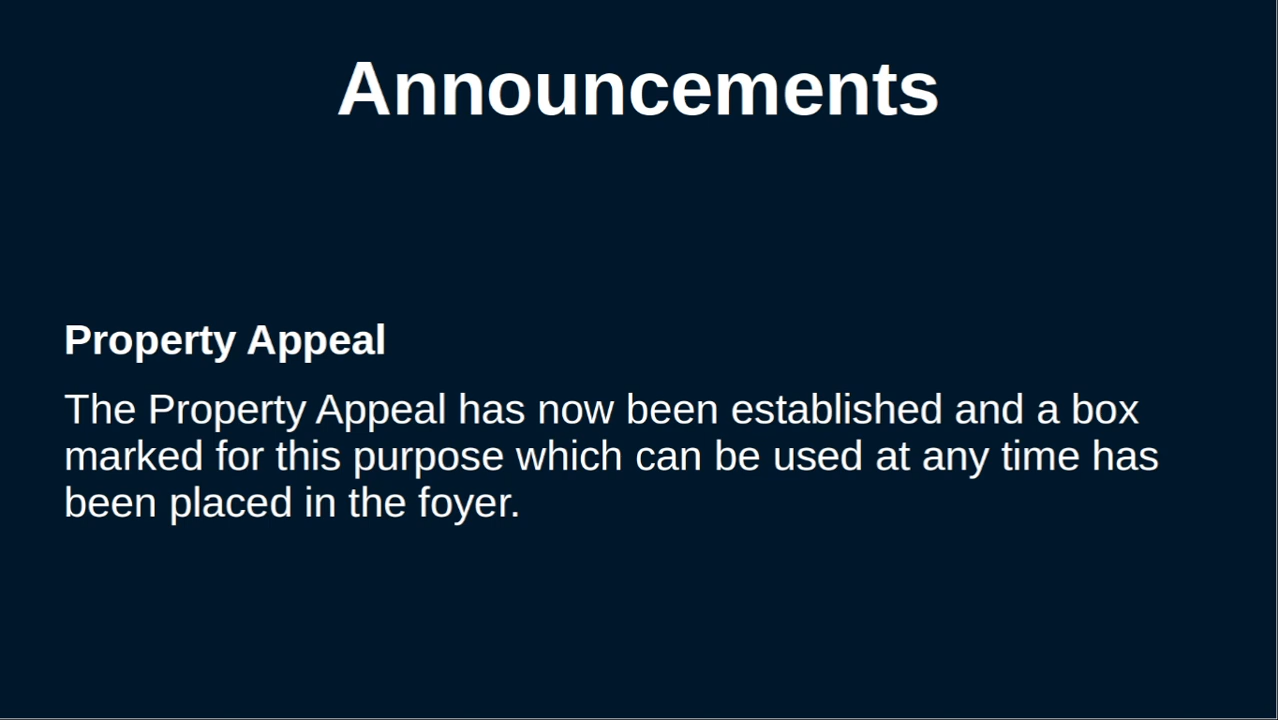 Announcements
Property Appeal
The Property Appeal has now been established and a box
marked for this purpose which can be used at any time has
been placed in the foyer.